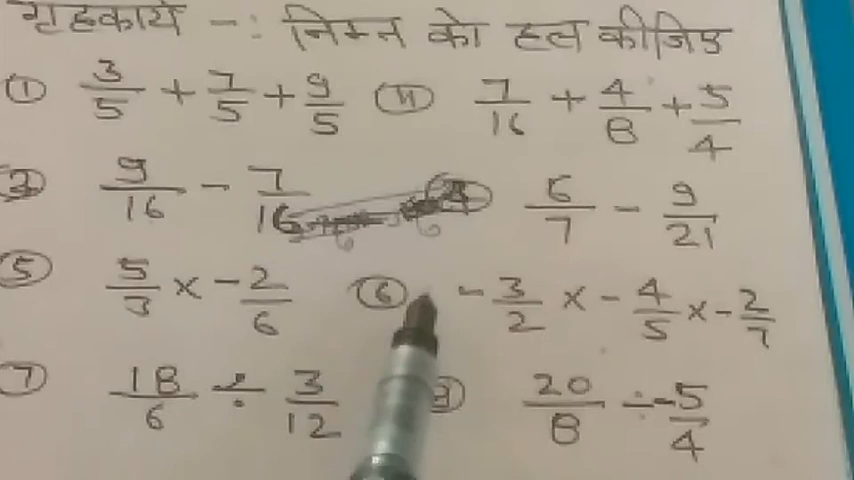 गृहकार्य -: निम्न को हल कीजिए
① 3/5 + 7/5 + 9/5 7/16 + 4/8 + 5/4
9/16 - 7/16 6/7 - 9/21
⑤ 5/3 × -2/6 ⑥ -3/2 × -4/5 × -2/7
⑦ 18/6 ÷ 3/12 20/8 ÷ -5/4